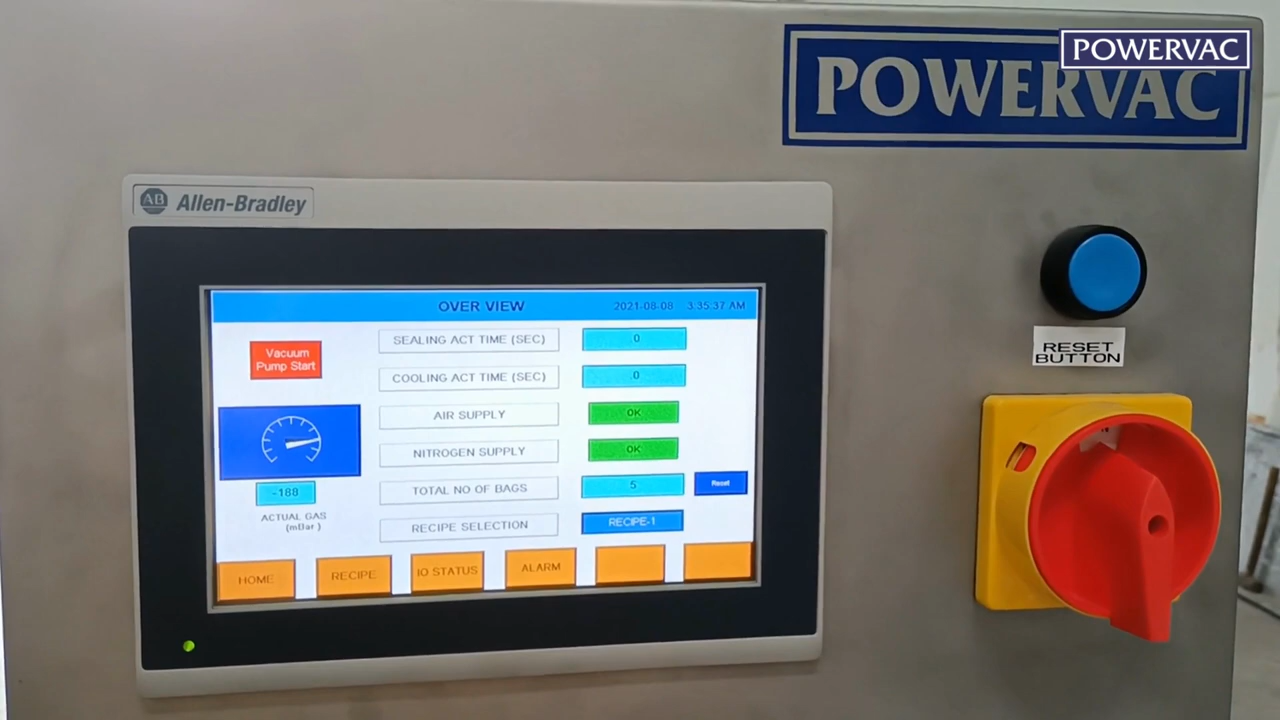 POWERVAC
POWERVAC
AB Allen-Bradley
OVER VIEW 2021-08-08 3:35:37 AM
Vacuum
Pump Start
SEALING ACT TIME (SEC) .0
COOLING ACT TIME (SEC) .0
AIR SUPPLY OK
NITROGEN SUPPLY OK
TOTAL NO OF BAGS 5 Reset
-188
ACTUAL GAS
(mBar )
RECIPE SELECTION RECIPE-1
HOME RECIPE IO STATUS ALARM
RESET
BUTTON